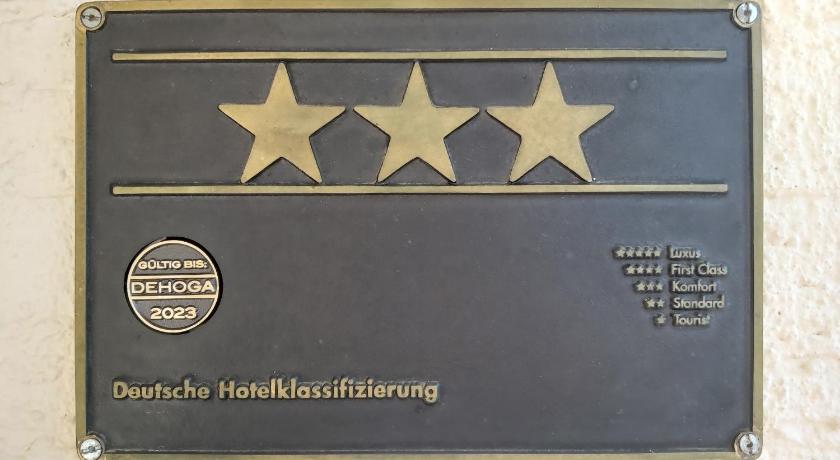 GÜLTIG BIS:
DEHOGA
2023
★★★★★ Luxus
★★★★ First Class
★★★ Komfort
★★ Standard
★ Tourist
Deutsche Hotelklassifizierung